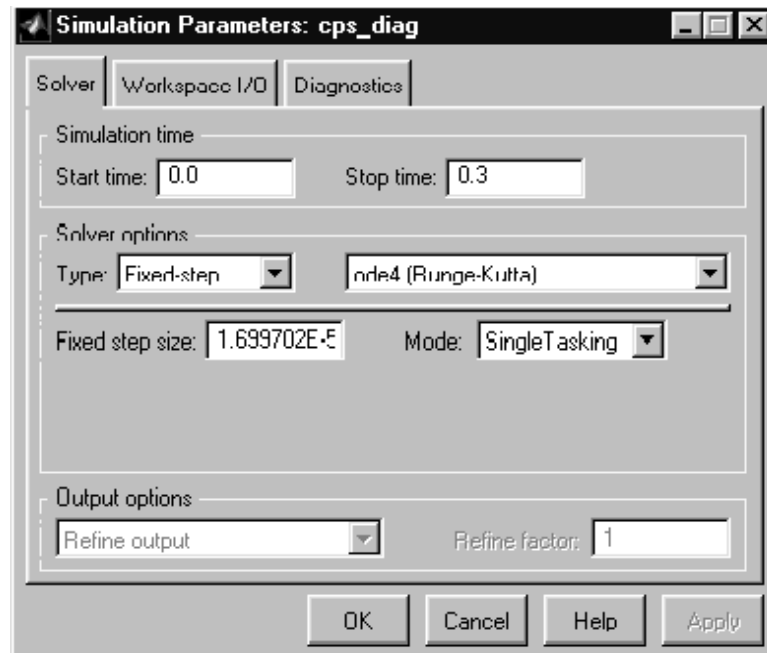 Simulation Parameters: cps_diag
Solver Workspace I/O Diagnostics
Simulation time
Start time: 0.0 Stop time: 0.3
Solver options
Type: Fixed-step ode4 (Runge-Kutta)
Fixed step size: 1.699702E-5 Mode: SingleTasking
Output options
Refine output Refine factor: 1
OK Cancel Help Apply